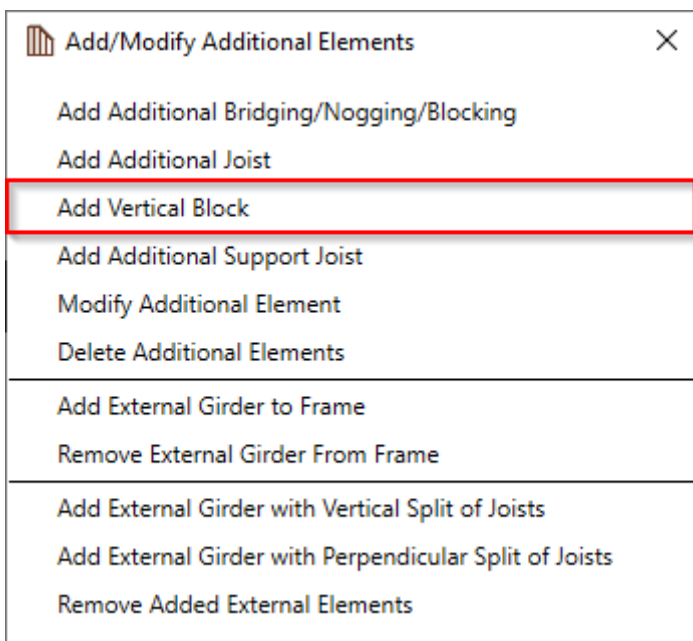 Add/Modify Additional Elements
Add Additional Bridging/Nogging/Blocking
Add Additional Joist
Add Vertical Block
Add Additional Support Joist
Modify Additional Element
Delete Additional Elements
Add External Girder to Frame
Remove External Girder From Frame
Add External Girder with Vertical Split of Joists
Add External Girder with Perpendicular Split of Joists
Remove Added External Elements